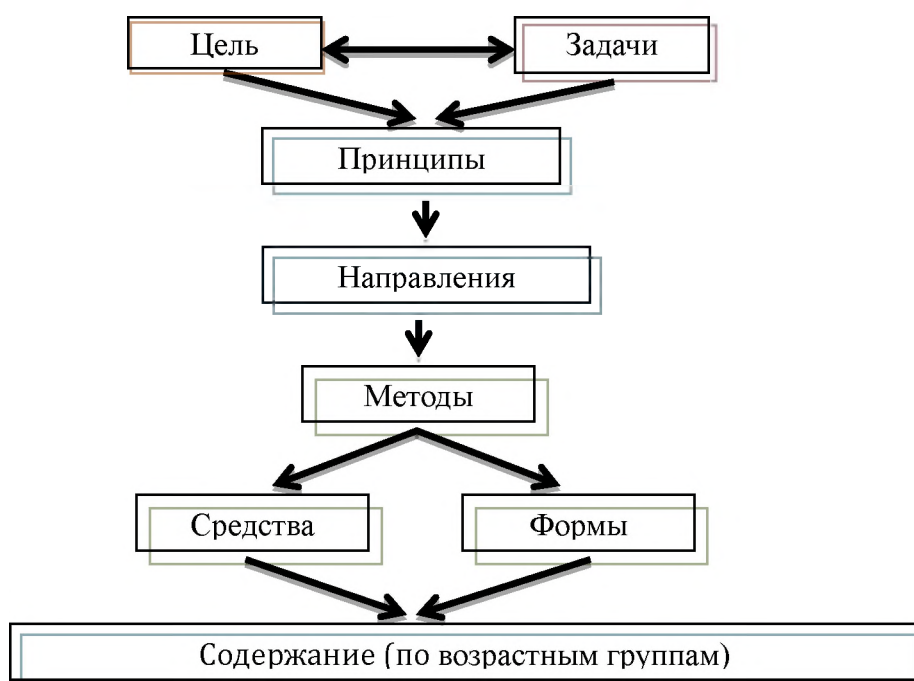 Цель
Задачи
Принципы
Направления
Методы
Средства
Формы
Содержание (по возрастным группам)